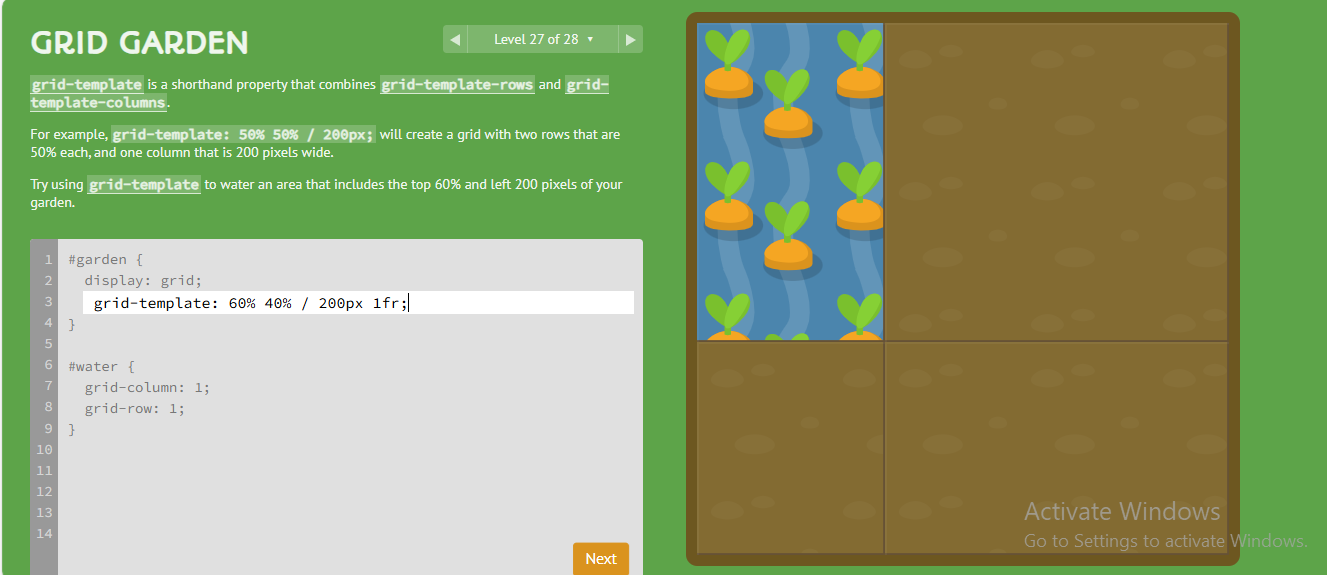 GRID GARDEN
◀ Level 27 of 28 ▾ ▶
grid-template is a shorthand property that combines grid-template-rows and grid-
template-columns.
For example, grid-template: 50% 50% / 200px; will create a grid with two rows that are
50% each, and one column that is 200 pixels wide.
Try using grid-template to water an area that includes the top 60% and left 200 pixels of your
garden.
1 #garden {
2 display: grid;
3 grid-template: 60% 40% / 200px 1fr;
4 }
5
6 #water {
7 grid-column: 1;
8 grid-row: 1;
9 }
10
11
12
13
14
Next
Activate Windows
Go to Settings to activate Windows.